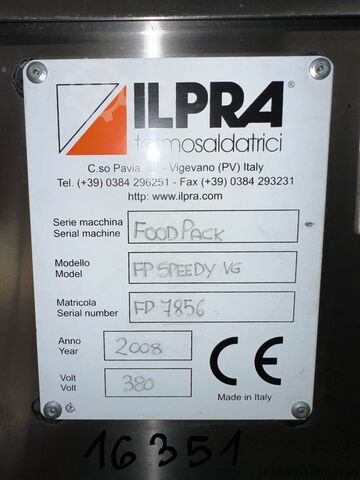 ILPRA®
termosaldatrici
C.so Pavia, - Vigevano (PV) Italy
Tel. (+39) 0384 296251 - Fax (+39) 0384 293231
http: www.ilpra.com
Serie macchina
Serial machine
FOOD PACK
Modello
Model
FP SPEEDY VG
Matricola
Serial number
FP 7856
Anno
Year
2008
Volt
Volt
380
CE
Made in Italy
16351